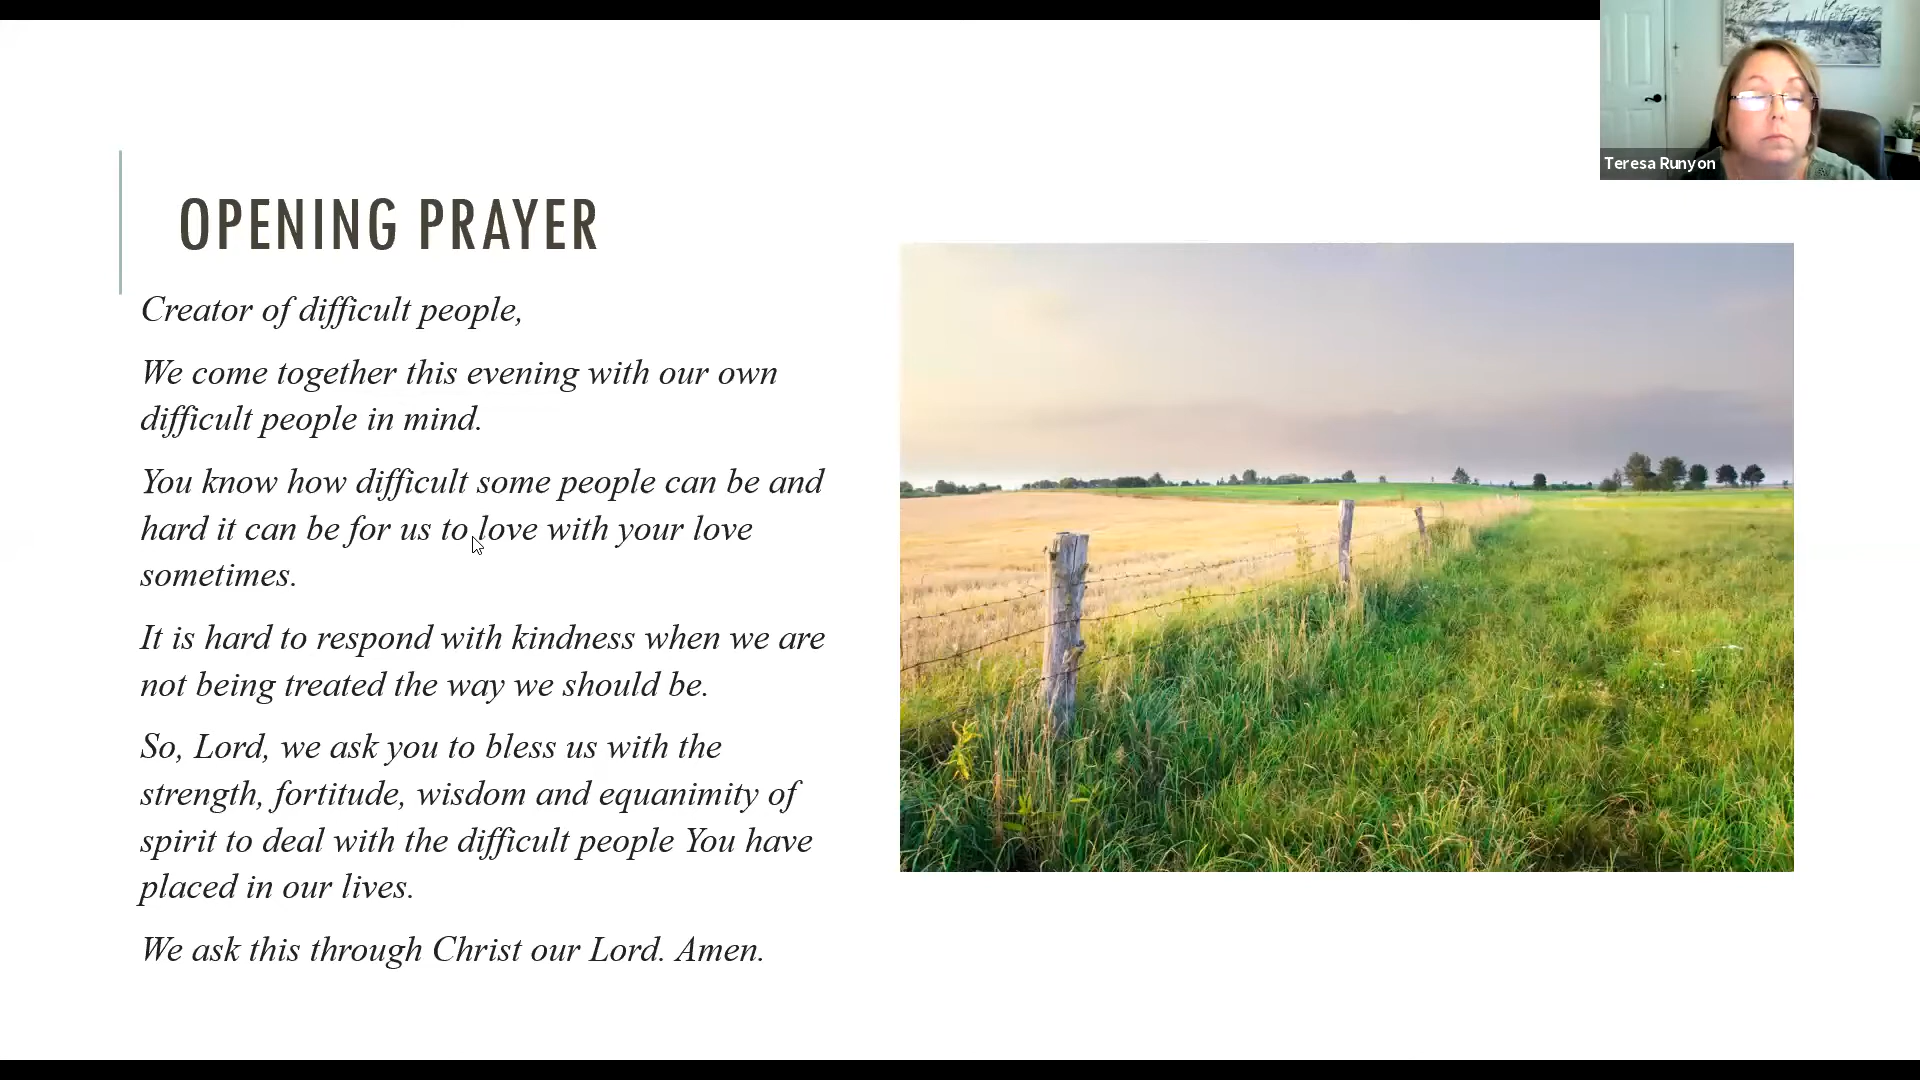 OPENING PRAYER
Creator of difficult people,
We come together this evening with our own
difficult people in mind.
You know how difficult some people can be and
hard it can be for us to love with your love
sometimes.
It is hard to respond with kindness when we are
not being treated the way we should be.
So, Lord, we ask you to bless us with the
strength, fortitude, wisdom and equanimity of
spirit to deal with the difficult people You have
placed in our lives.
We ask this through Christ our Lord. Amen.
Teresa Runyon